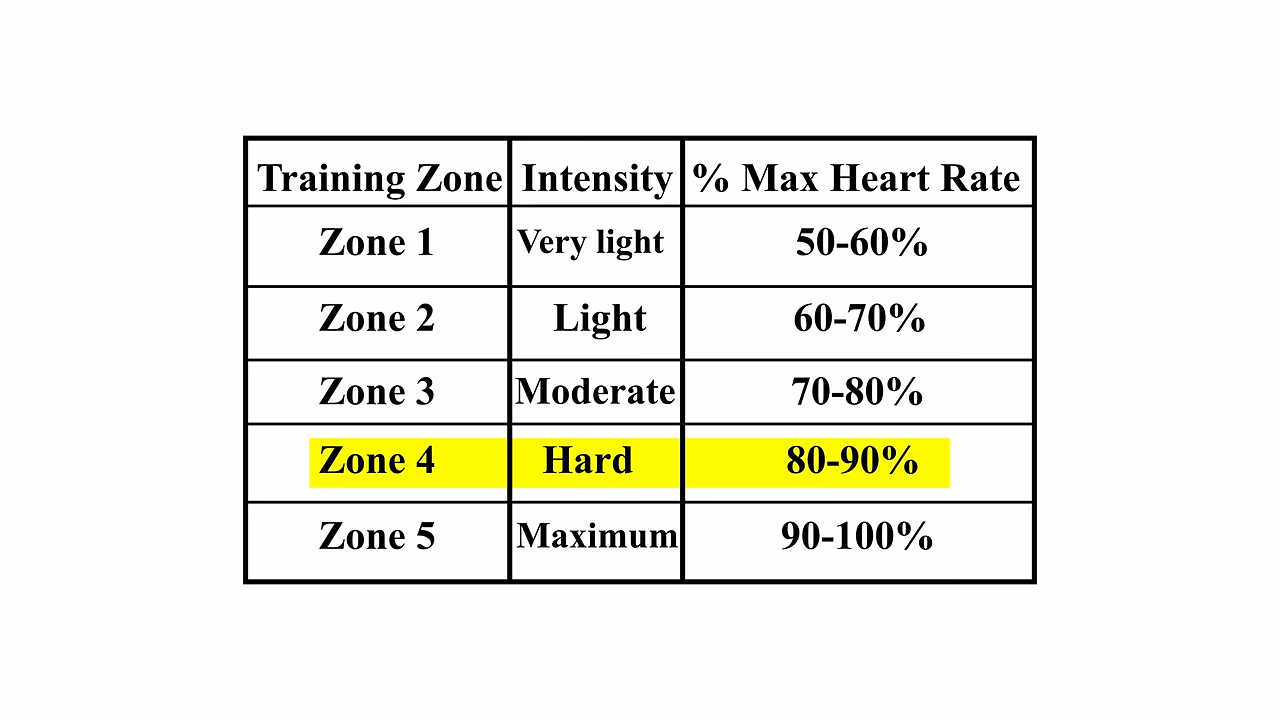 Training Zone Intensity % Max Heart Rate
Zone 1 Very light 50-60%
Zone 2 Light 60-70%
Zone 3 Moderate 70-80%
Zone 4 Hard 80-90%
Zone 5 Maximum 90-100%